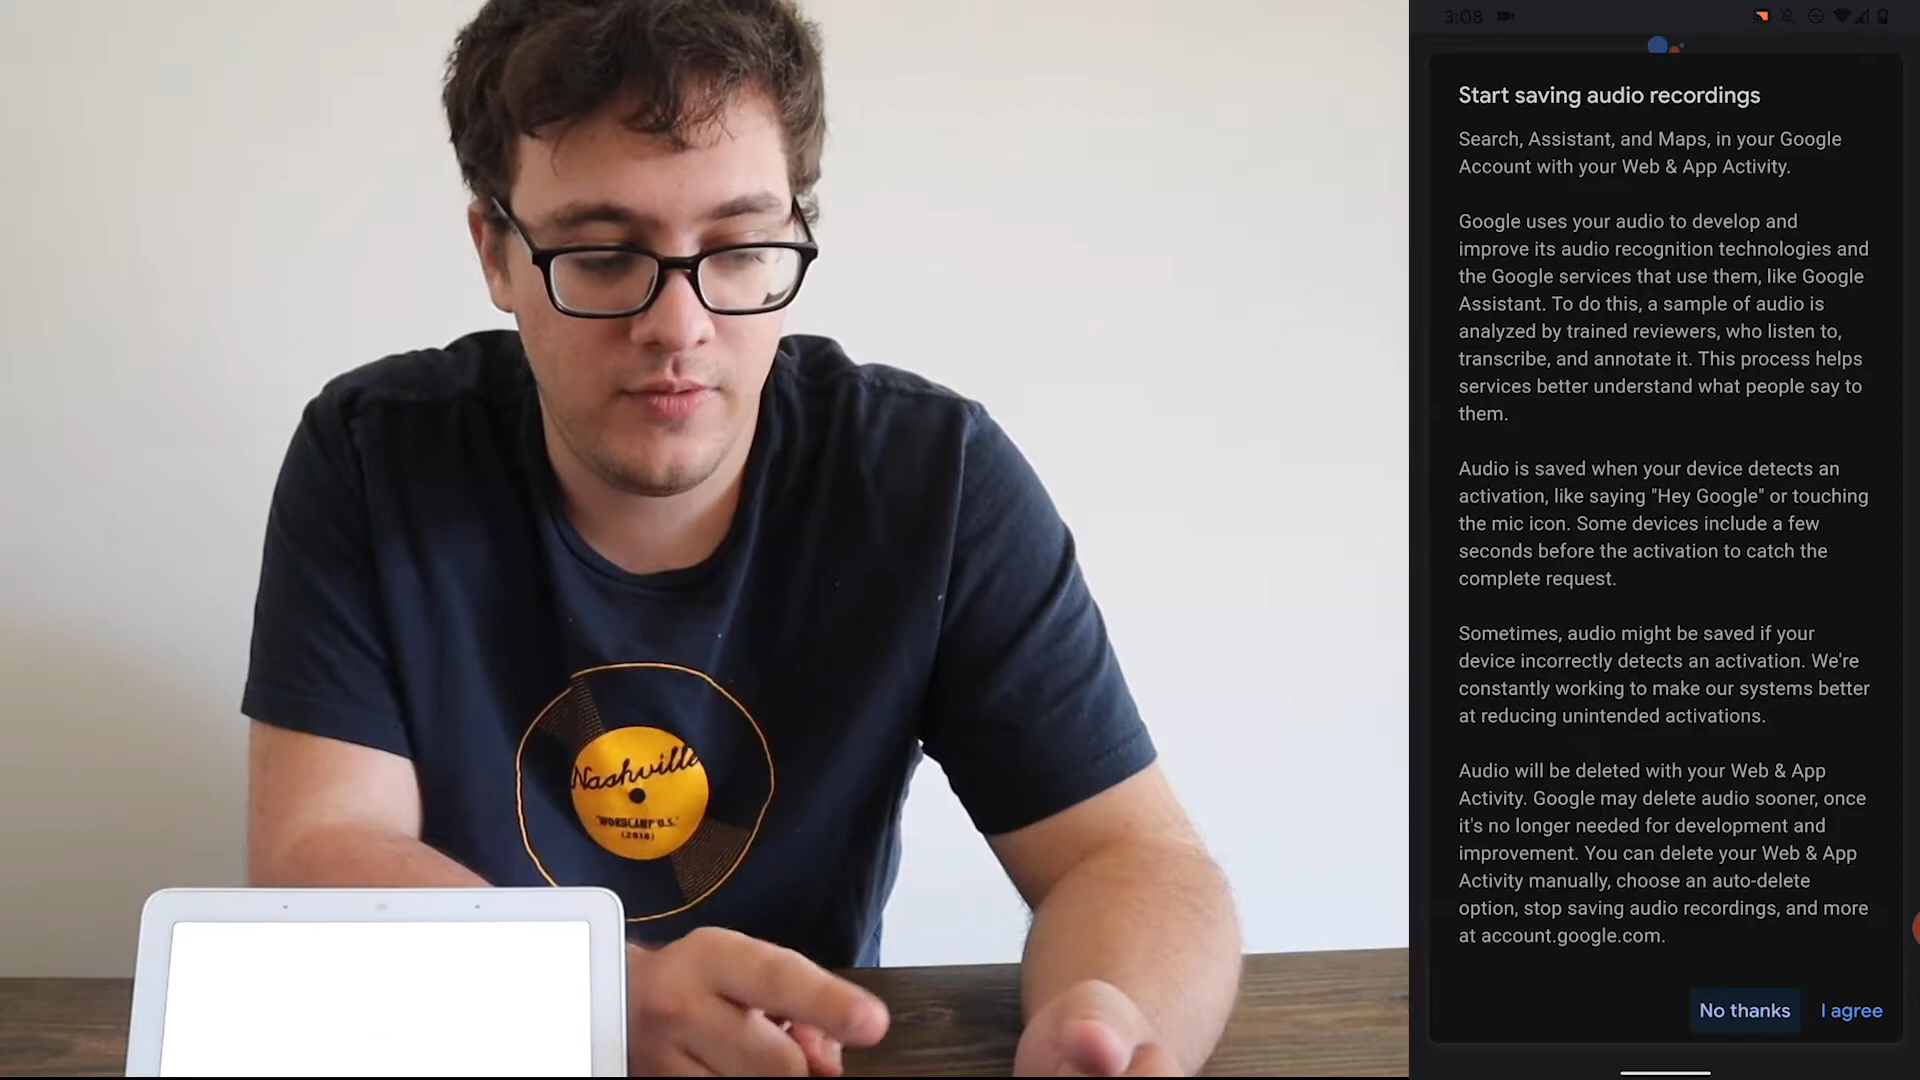 Nashville
"WORDCAMP U.S."
(2018)
3:08
Start saving audio recordings
Search, Assistant, and Maps, in your Google
Account with your Web & App Activity.
Google uses your audio to develop and
improve its audio recognition technologies and
the Google services that use them, like Google
Assistant. To do this, a sample of audio is
analyzed by trained reviewers, who listen to,
transcribe, and annotate it. This process helps
services better understand what people say to
them.
Audio is saved when your device detects an
activation, like saying "Hey Google" or touching
the mic icon. Some devices include a few
seconds before the activation to catch the
complete request.
Sometimes, audio might be saved if your
device incorrectly detects an activation. We're
constantly working to make our systems better
at reducing unintended activations.
Audio will be deleted with your Web & App
Activity. Google may delete audio sooner, once
it's no longer needed for development and
improvement. You can delete your Web & App
Activity manually, choose an auto-delete
option, stop saving audio recordings, and more
at account.google.com.
No thanks
I agree